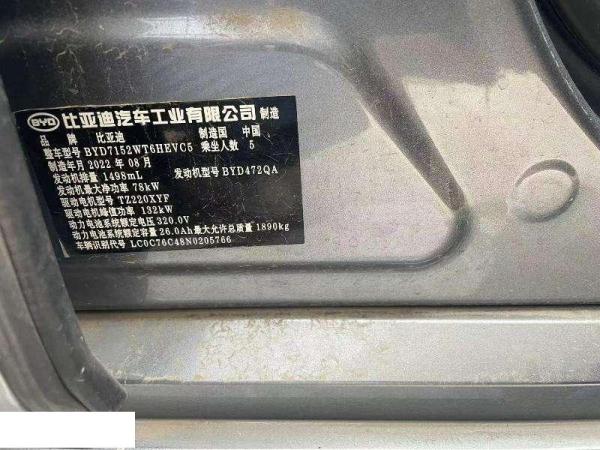 BYD 比亚迪汽车工业有限公司 制造
品 牌 比亚迪 制造国 中国
整车型号 BYD7152WT6HEVC5 乘坐人数 5
制造年月 2022 年 08 月
发动机排量 1498mL 发动机型号 BYD472QA
发动机最大净功率 78kW
驱动电机型号 TZ220XYF
驱动电机峰值功率 132kW
动力电池系统额定电压 320.0V
动力电池系统额定容量 26.0Ah 最大允许总质量 1890kg
车辆识别代号 LC0C76C48N0205766